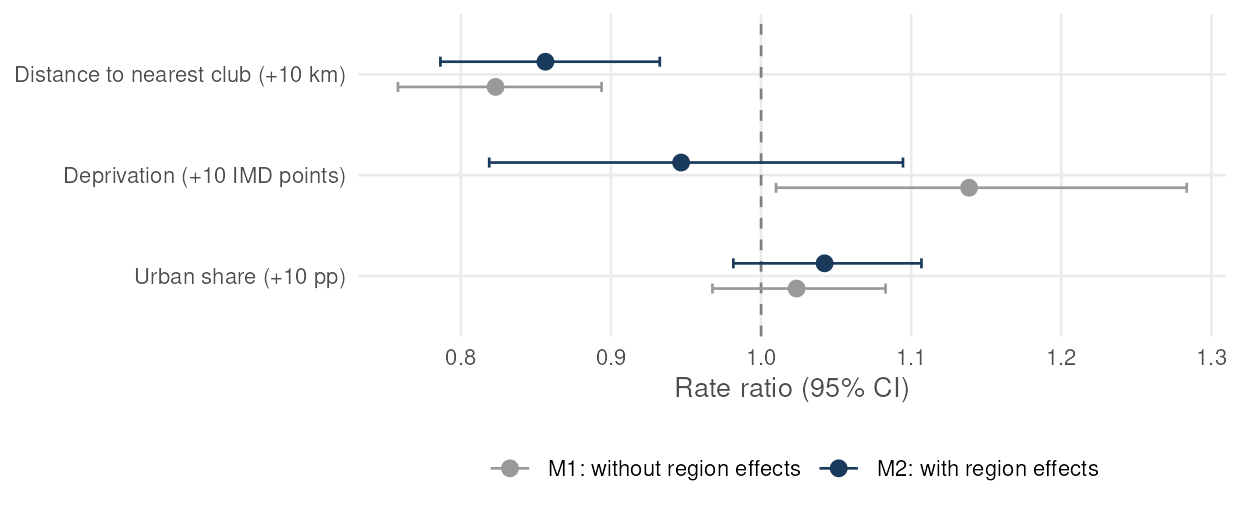 Distance to nearest club (+10 km)
Deprivation (+10 IMD points)
Urban share (+10 pp)
0.8 0.9 1.0 1.1 1.2 1.3
Rate ratio (95% CI)
M1: without region effects M2: with region effects